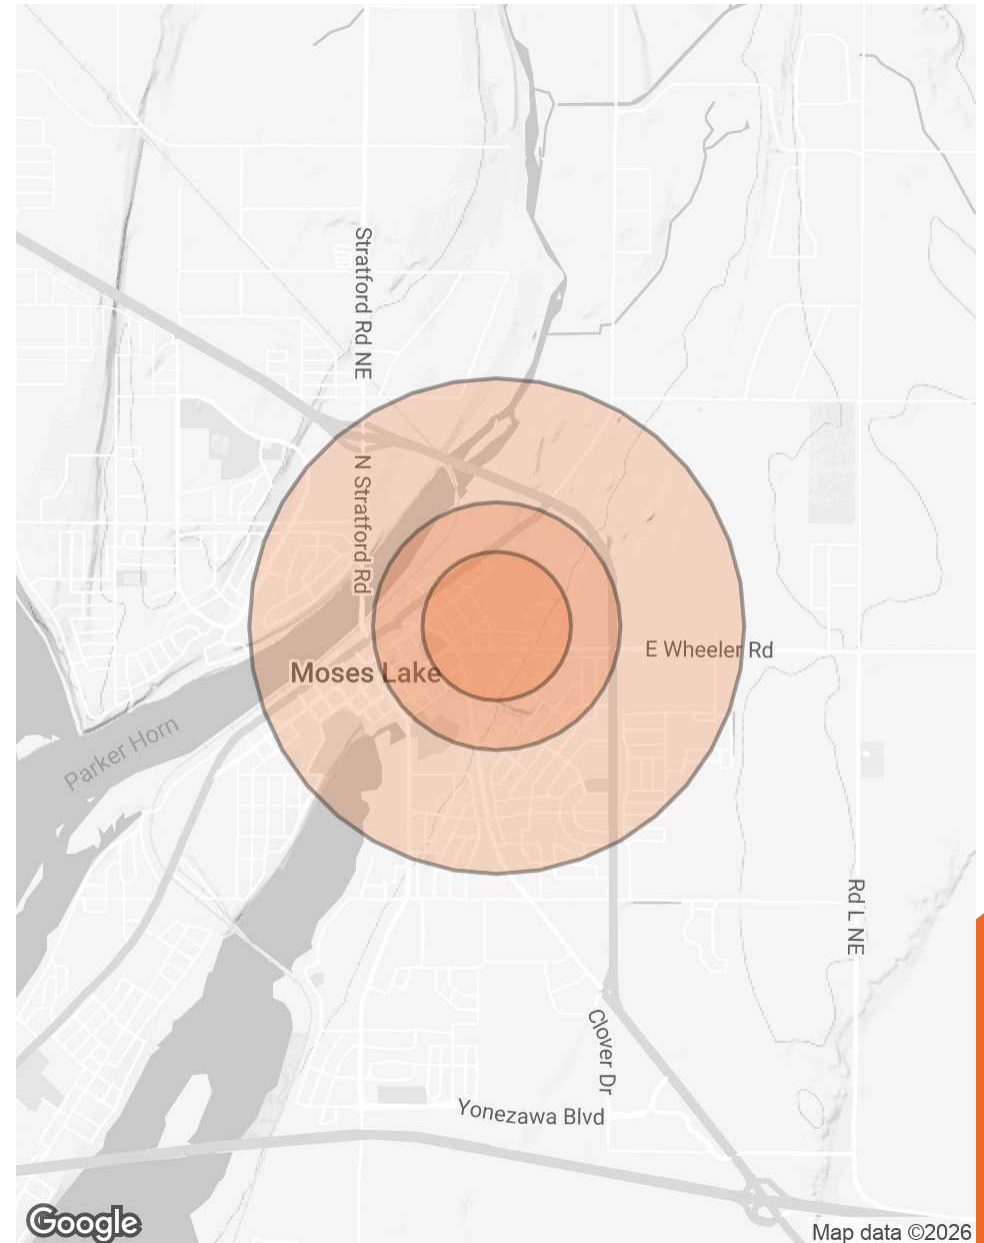 Stratford Rd NE
N Stratford Rd
E Wheeler Rd
Moses Lake
Parker Horn
Rd L NE
Clover Dr
Yonezawa Blvd
Google
Map data ©2026